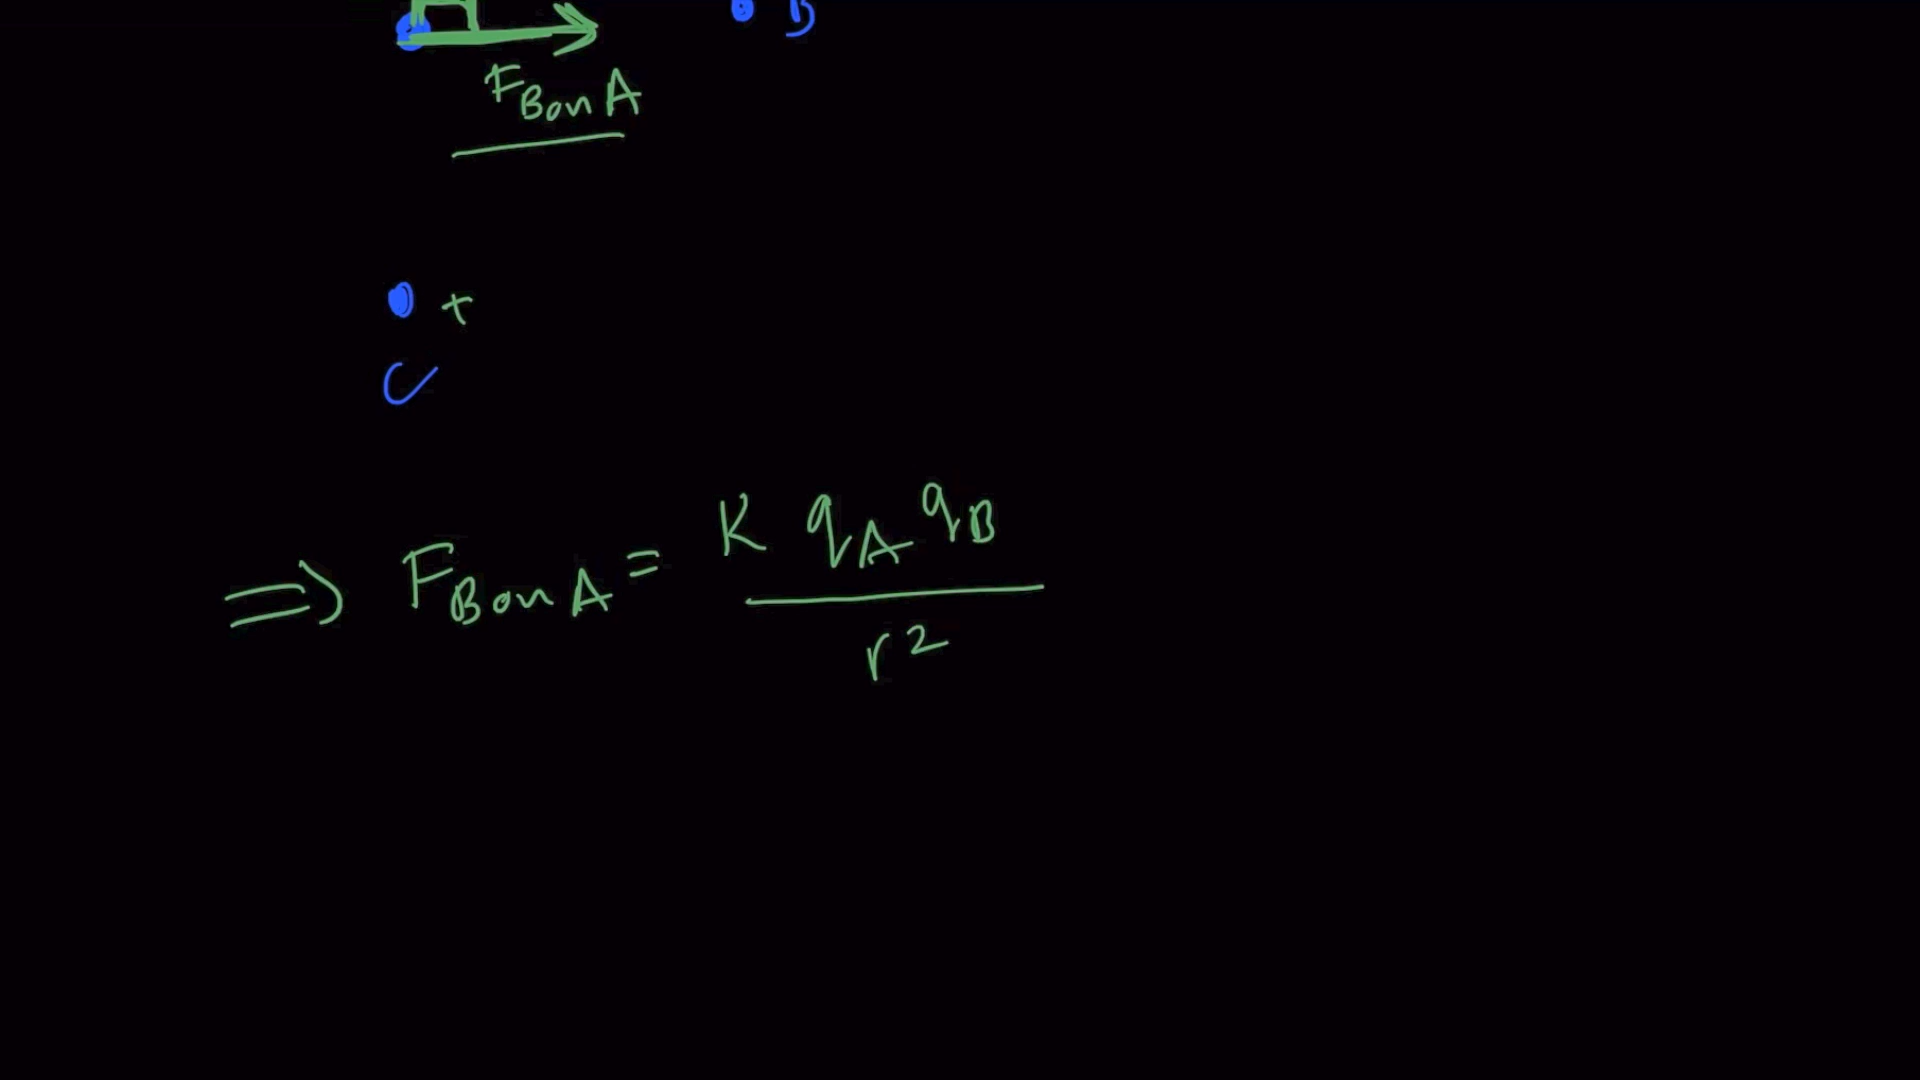 B
F_B on A
+
C
⇒ F_B on A = K q_A q_B / r²